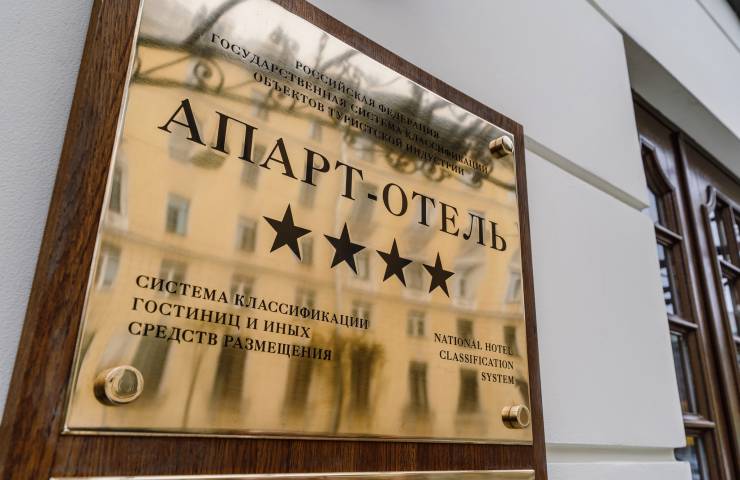 РОССИЙСКАЯ ФЕДЕРАЦИЯ
ГОСУДАРСТВЕННАЯ СИСТЕМА КЛАССИФИКАЦИИ
ОБЪЕКТОВ ТУРИСТСКОЙ ИНДУСТРИИ
АПАРТ-ОТЕЛЬ
СИСТЕМА КЛАССИФИКАЦИИ
ГОСТИНИЦ И ИНЫХ
СРЕДСТВ РАЗМЕЩЕНИЯ
NATIONAL HOTEL
CLASSIFICATION
SYSTEM